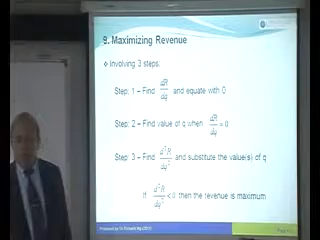 9. Maximizing Revenue
❖ Involving 3 steps:
Step: 1 – Find dR/dq and equate with 0
Step: 2 – Find value of q when dR/dq = 0
Step: 3 – Find d²R/dq² and substitute the value(s) of q
If d²R/dq² < 0 then the revenue is maximum